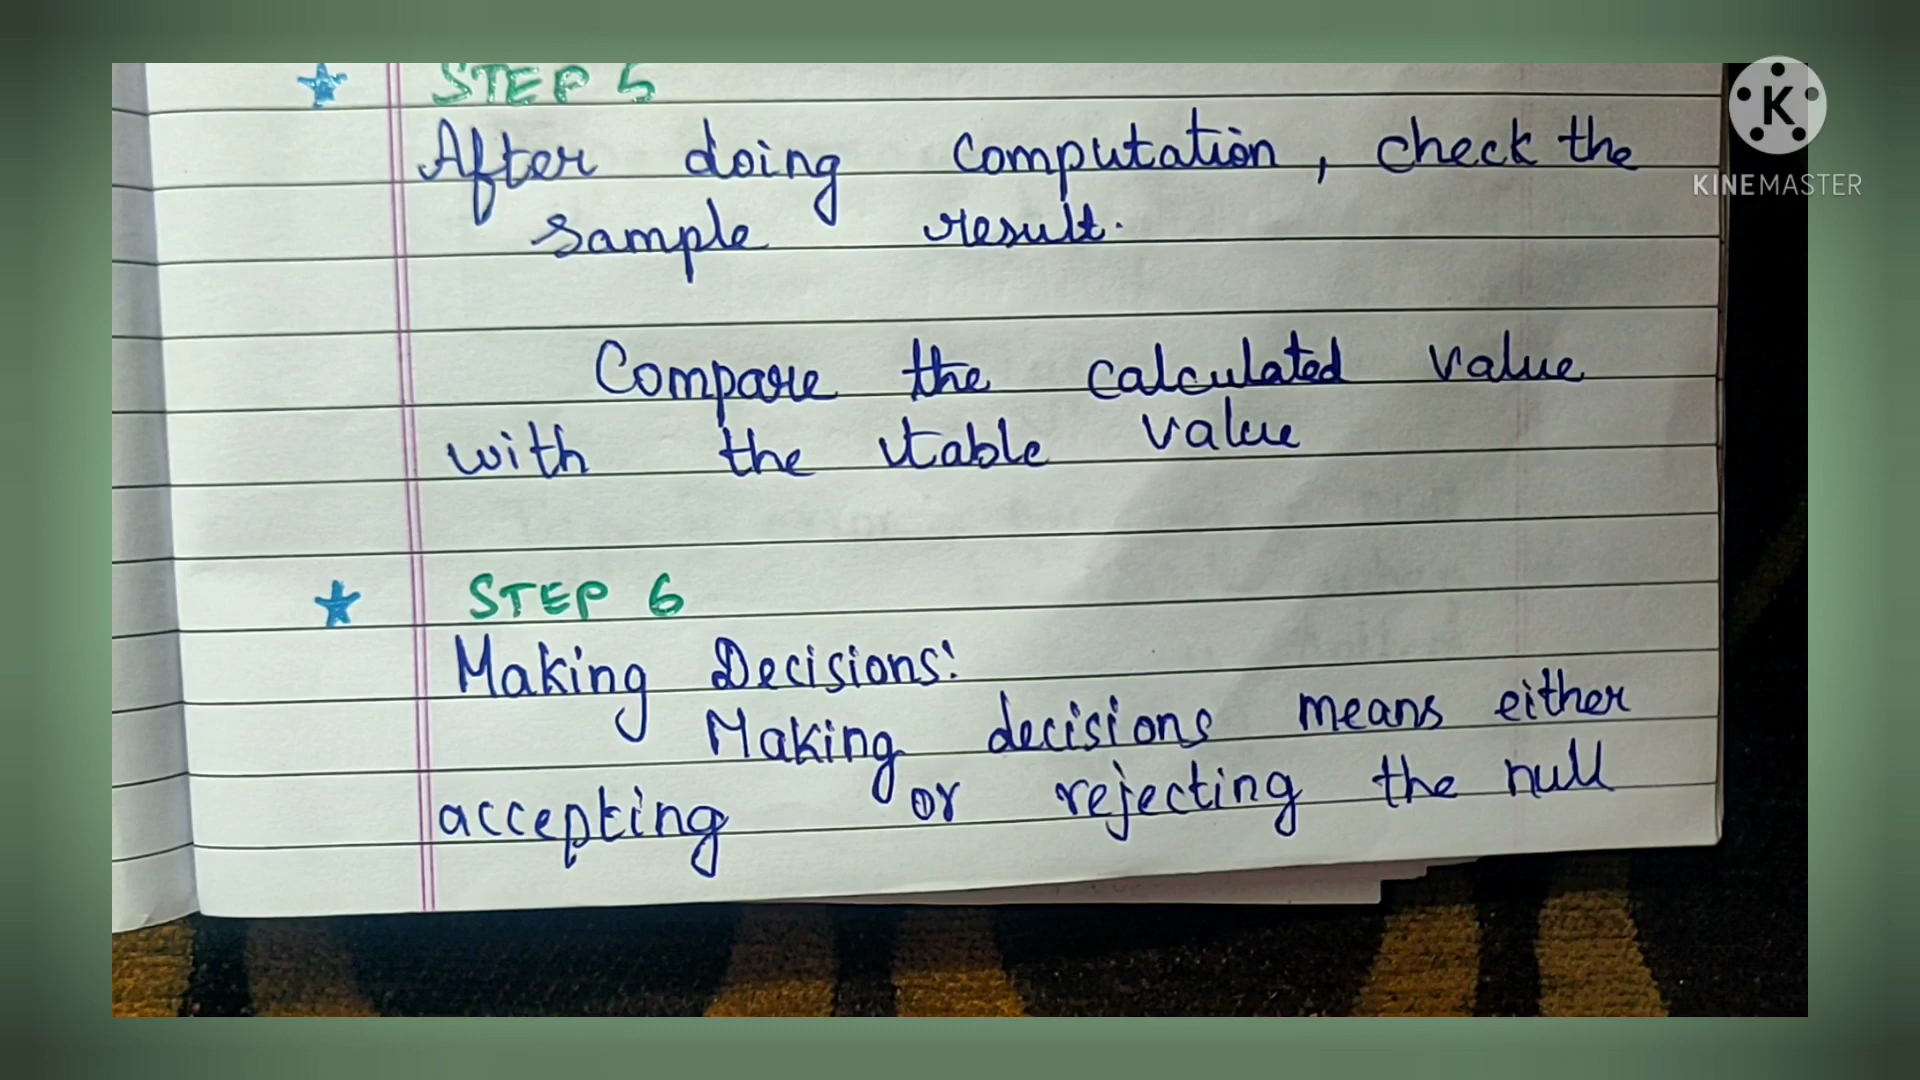 STEP 5
After doing computation, check the
sample result.
Compare the calculated value
with the table value
STEP 6
Making Decisions:
Making decisions means either
accepting or rejecting the null
K
KINEMASTER